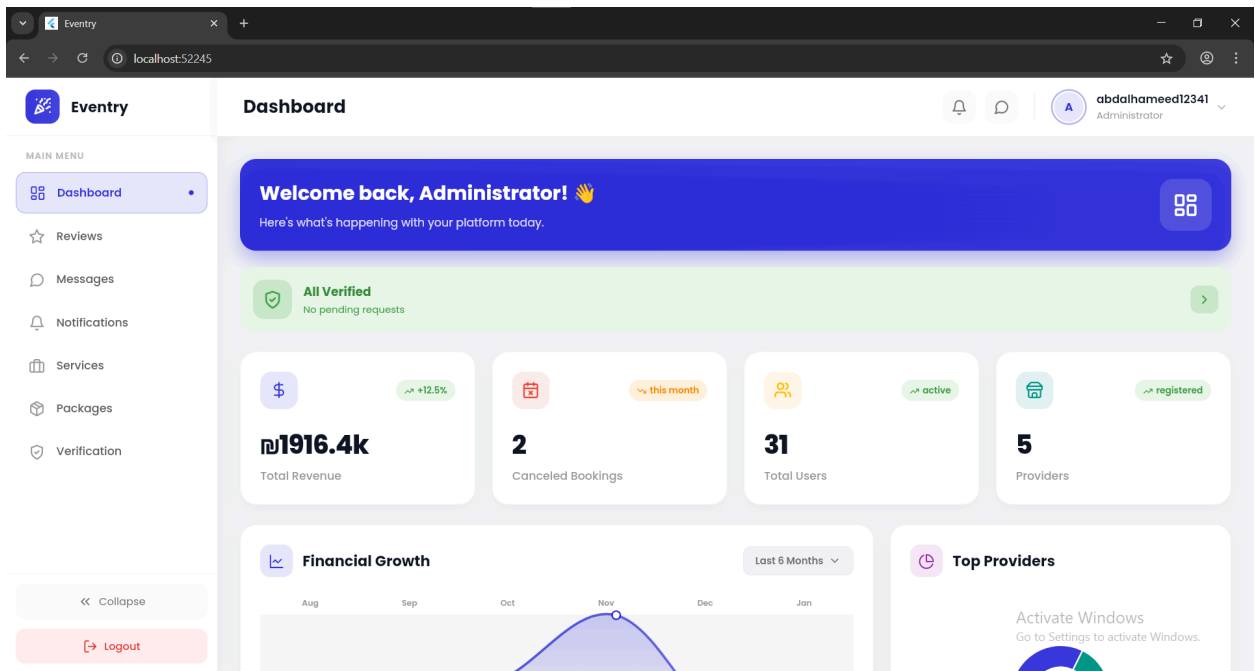 Eventry
localhost:52245
Eventry
Dashboard
A
abdalhameed12341
Administrator
MAIN MENU
Dashboard
Reviews
Messages
Notifications
Services
Packages
Verification
Collapse
Logout
Welcome back, Administrator! 👋
Here's what's happening with your platform today.
All Verified
No pending requests
+12.5%
₪1916.4k
Total Revenue
this month
2
Canceled Bookings
active
31
Total Users
registered
5
Providers
Financial Growth
Last 6 Months
Aug Sep Oct Nov Dec Jan
Top Providers
Activate Windows
Go to Settings to activate Windows.